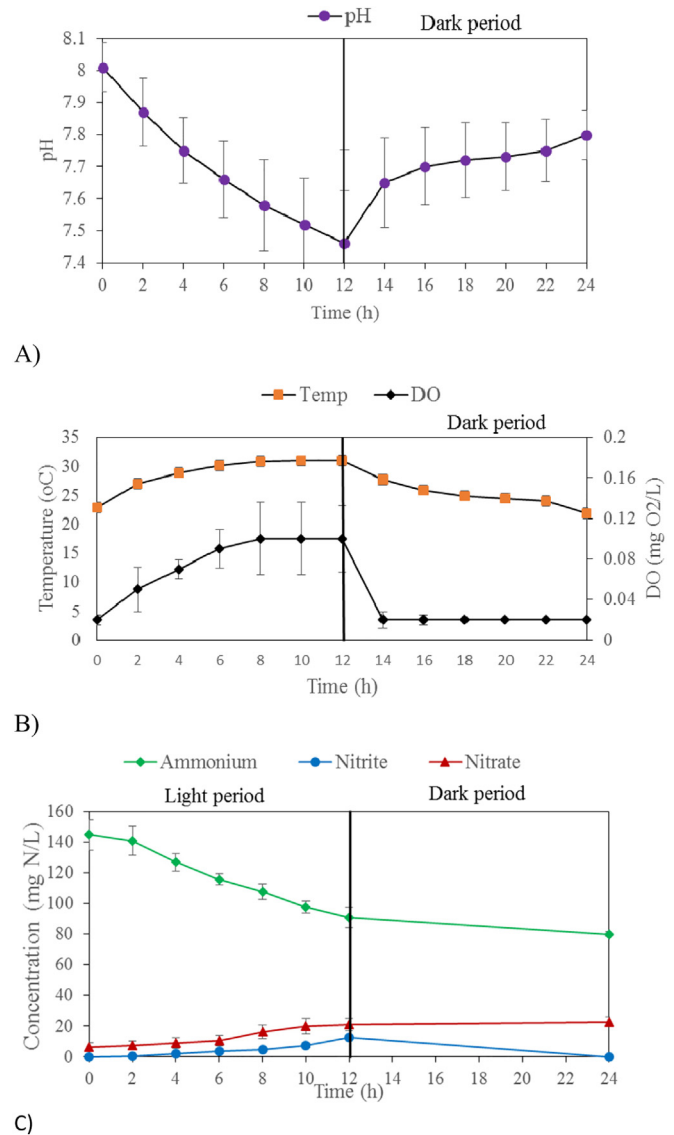 pH
Dark period
8.1
8
7.9
7.8
7.7
7.6
7.5
7.4
pH
0 2 4 6 8 10 12 14 16 18 20 22 24
Time (h)
A)
Temp DO
Dark period
35
30
25
20
15
10
5
0
Temperature (oC)
0.2
0.16
0.12
0.08
0.04
0
DO (mg O2/L)
0 2 4 6 8 10 12 14 16 18 20 22 24
Time (h)
B)
Ammonium Nitrite Nitrate
Light period Dark period
160
140
120
100
80
60
40
20
0
Concentration (mg N/L)
0 2 4 6 8 10 12 14 16 18 20 22 24
Time (h)
C)